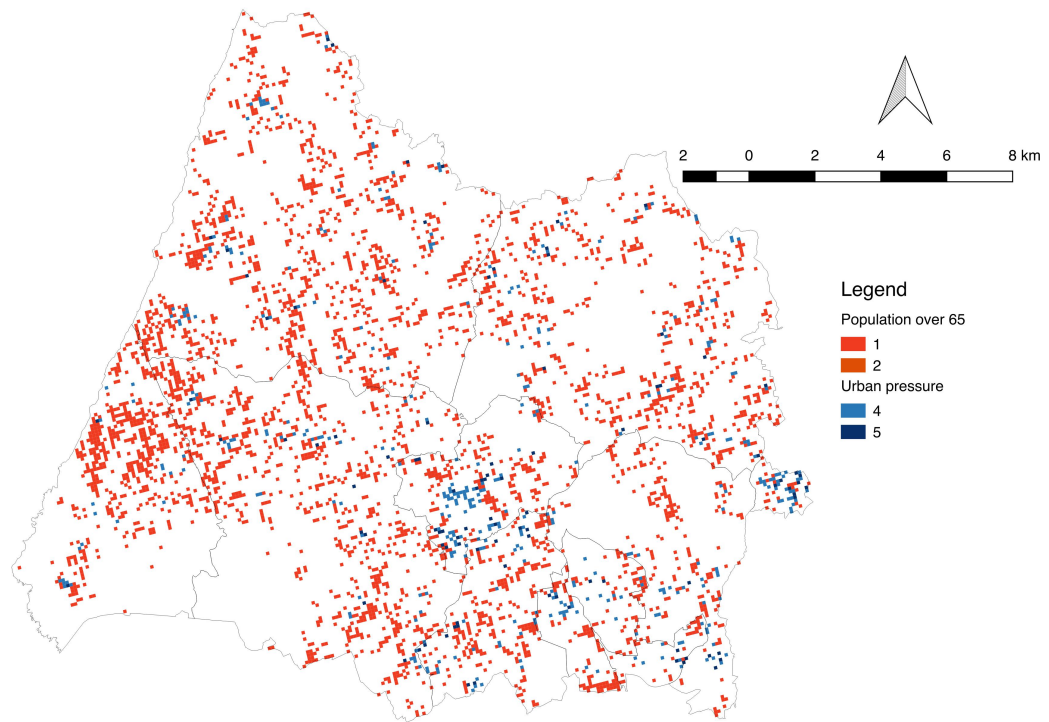 2 0 2 4 6 8 km
Legend
Population over 65
1
2
Urban pressure
4
5